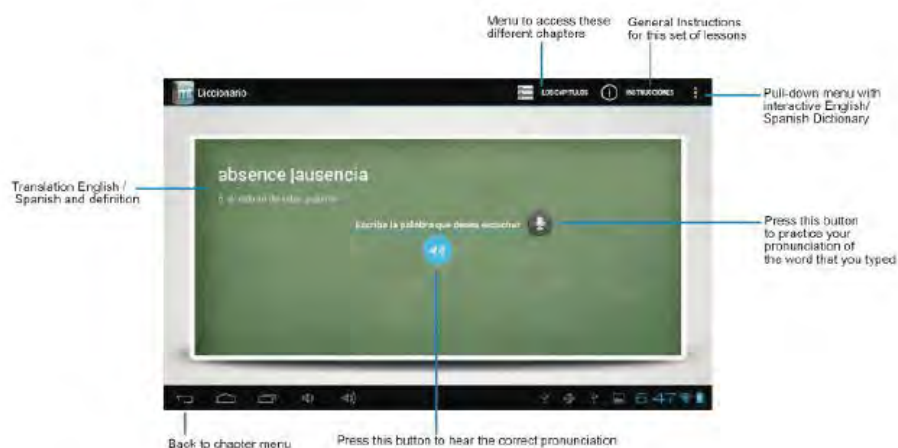 Menu to access these
different chapters
General Instructions
for this set of lessons
Diccionario
LOS CAPITULOS
INSTRUCCIONES
Pull-down menu with
interactive English/
Spanish Dictionary
absence |ausencia
Translation English /
Spanish and definition
Escriba la palabra que desea escuchar
Press this button
to practice your
pronunciation of
the word that you typed
6:47
Back to chapter menu
Press this button to hear the correct pronunciation